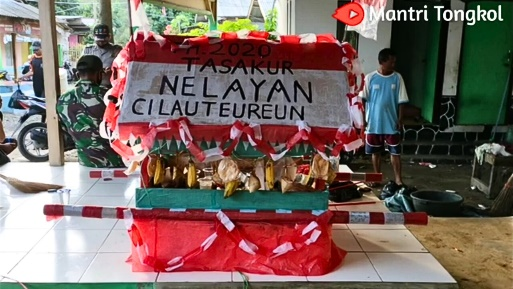 Mantri Tongkol
2020
TASAKUR
NELAYAN
CILAUTEUREUN